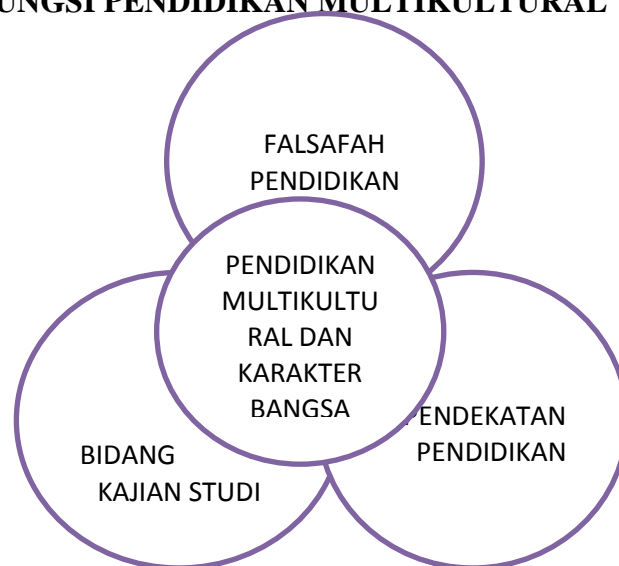 UNGSI PENDIDIKAN MULTIKULTURAL
FALSAFAH
PENDIDIKAN
PENDIDIKAN
MULTIKULTU
RAL DAN
KARAKTER
BANGSA
BIDANG
KAJIAN STUDI
PENDEKATAN
PENDIDIKAN